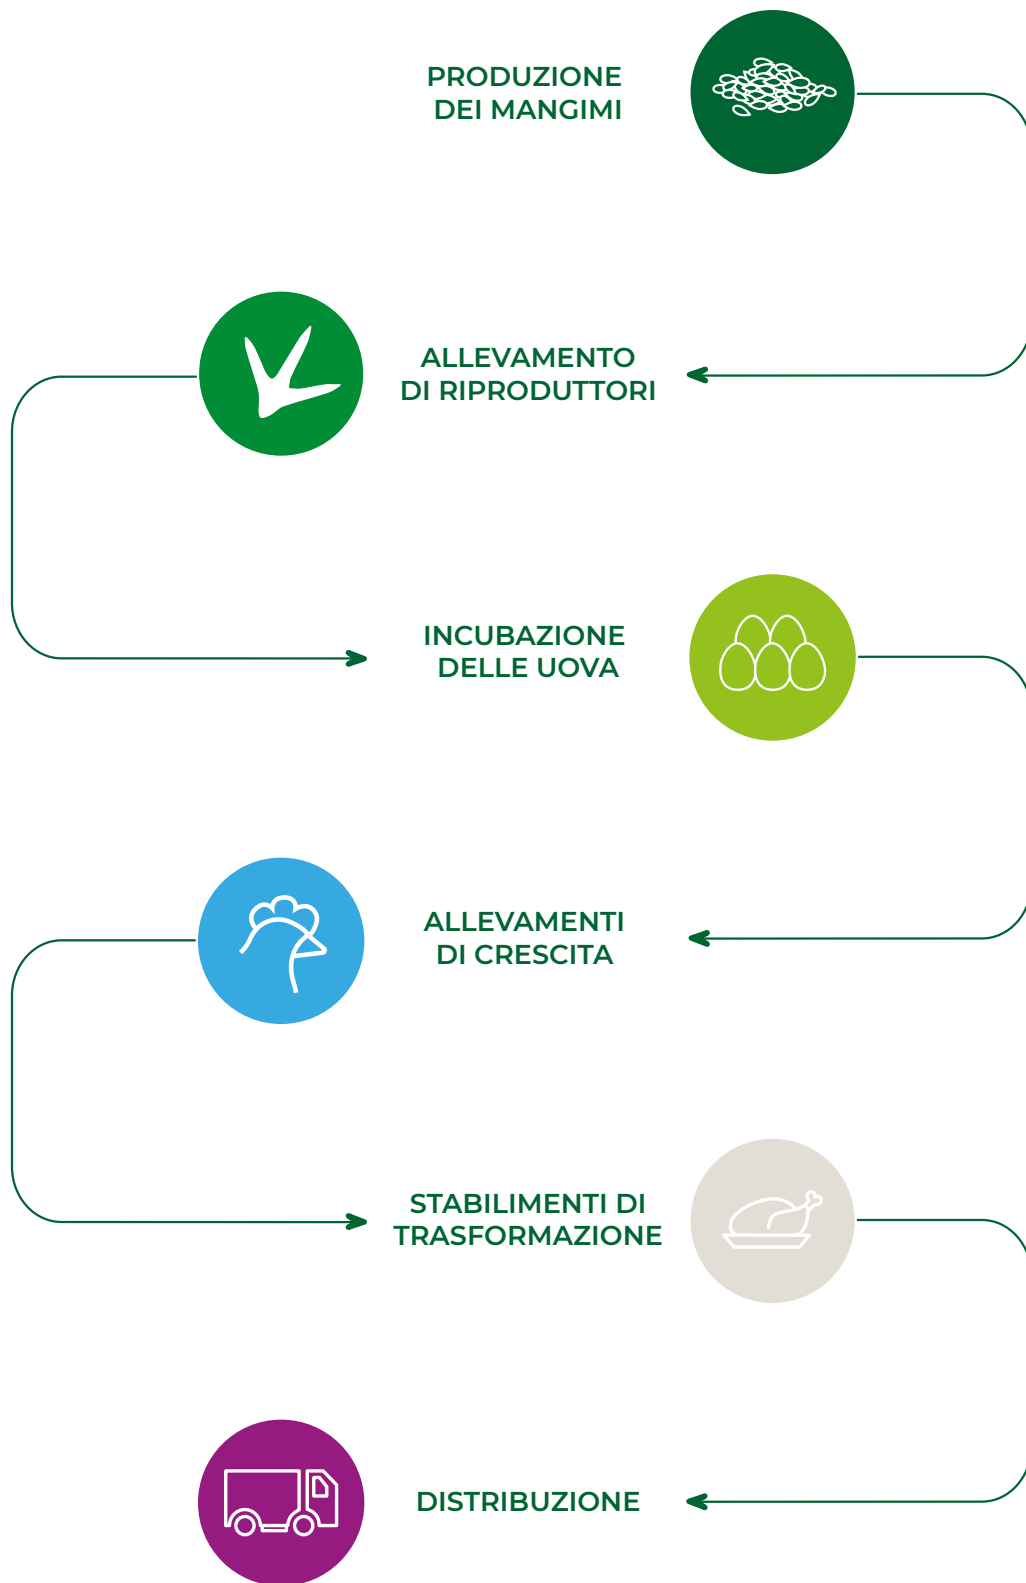 PRODUZIONE
DEI MANGIMI
ALLEVAMENTO
DI RIPRODUTTORI
INCUBAZIONE
DELLE UOVA
ALLEVAMENTI
DI CRESCITA
STABILIMENTI DI
TRASFORMAZIONE
DISTRIBUZIONE